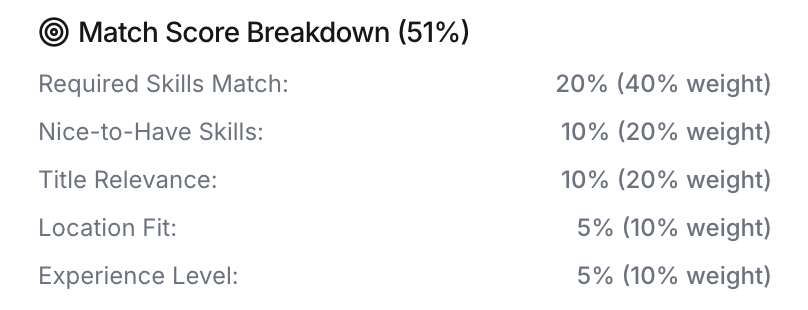 Match Score Breakdown (51%)
Required Skills Match: 20% (40% weight)
Nice-to-Have Skills: 10% (20% weight)
Title Relevance: 10% (20% weight)
Location Fit: 5% (10% weight)
Experience Level: 5% (10% weight)